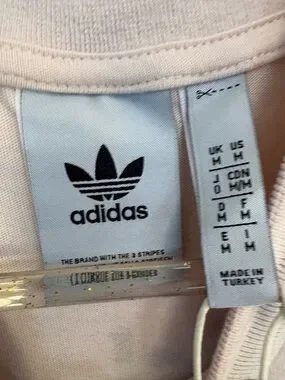 adidas
THE BRAND WITH THE 3 STRIPES
UK US
M M
J CDN
O M/M
D F
M M
E I
M M
MADE IN
TURKEY